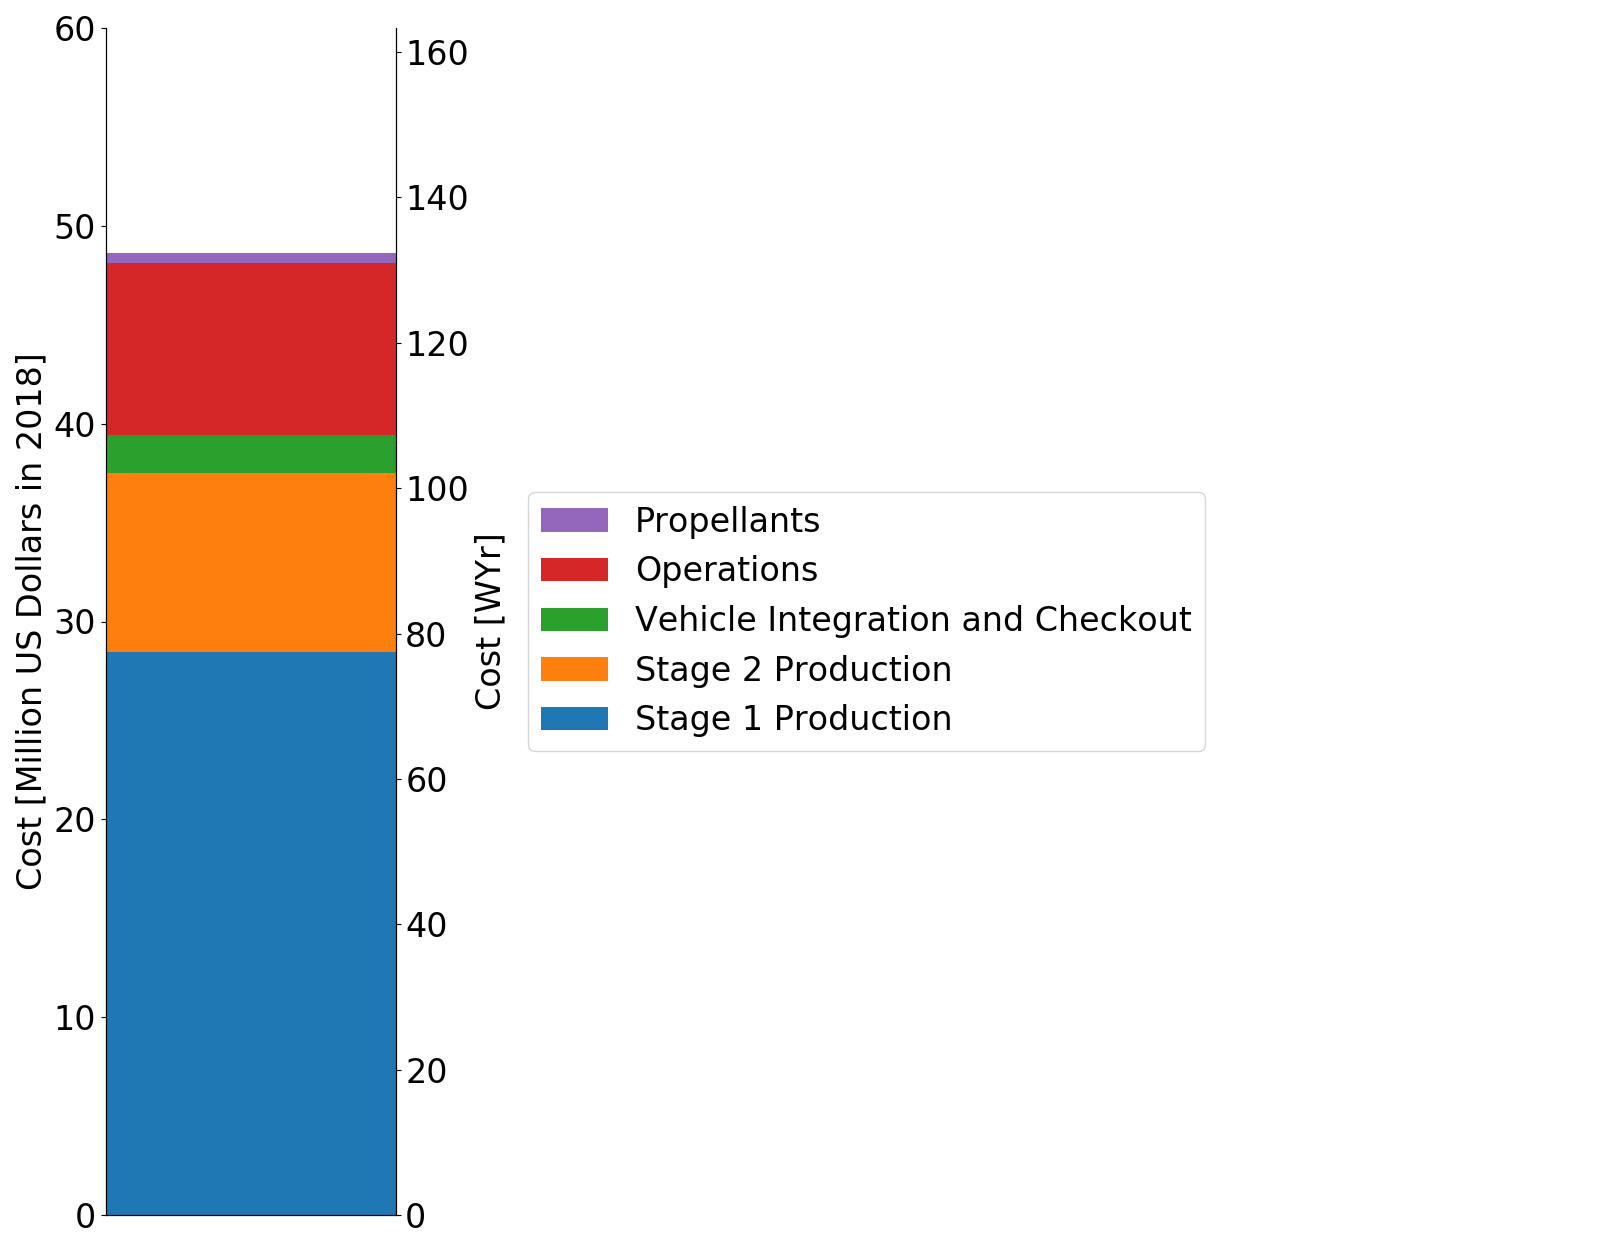 Cost [Million US Dollars in 2018]
60
50
40
30
20
10
0
160
140
120
100
80
60
40
20
0
Cost [WYr]
Propellants
Operations
Vehicle Integration and Checkout
Stage 2 Production
Stage 1 Production